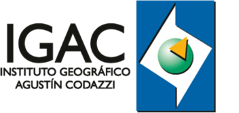 IGAC
INSTITUTO GEOGRÁFICO
AGUSTÍN CODAZZI